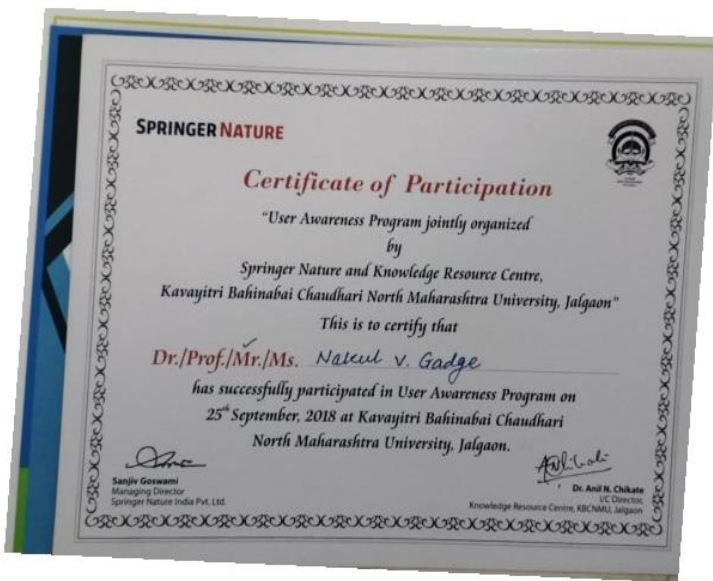 SPRINGER NATURE
Certificate of Participation
"User Awareness Program jointly organized
by
Springer Nature and Knowledge Resource Centre,
Kavayitri Bahinabai Chaudhari North Maharashtra University, Jalgaon"
This is to certify that
Dr./Prof./Mr./Ms. Nakul V. Gadge
has successfully participated in User Awareness Program on
25th September, 2018 at Kavayitri Bahinabai Chaudhari
North Maharashtra University, Jalgaon.
Sanjiv Goswami
Managing Director
Springer Nature India Pvt. Ltd.
Dr. Anil N. Chikate
I/C Director,
Knowledge Resource Centre, KBCNMU, Jalgaon